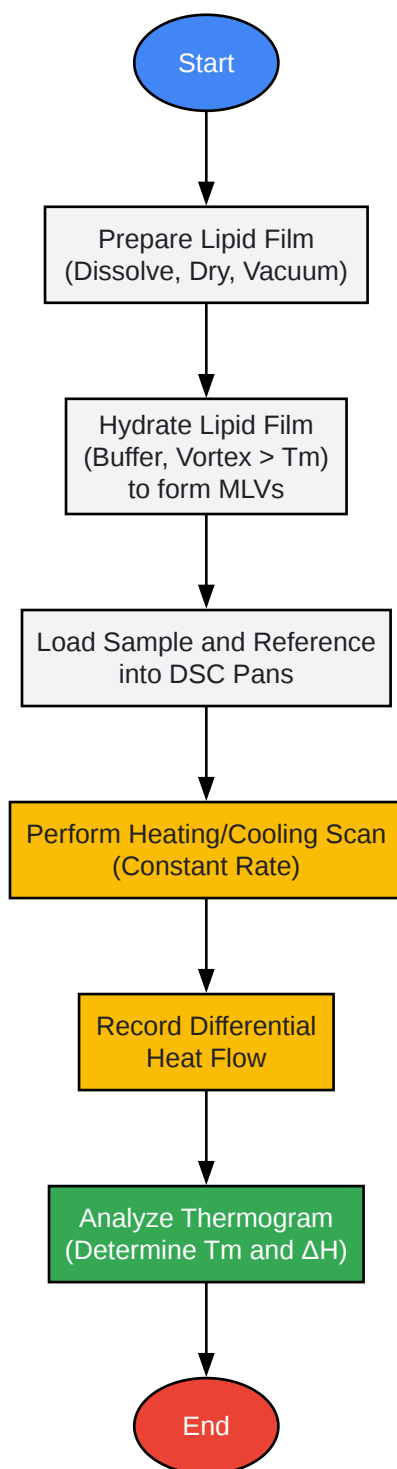 Start
Prepare Lipid Film
(Dissolve, Dry, Vacuum)
Hydrate Lipid Film
(Buffer, Vortex > Tm)
to form MLVs
Load Sample and Reference
into DSC Pans
Perform Heating/Cooling Scan
(Constant Rate)
Record Differential
Heat Flow
Analyze Thermogram
(Determine Tm and ΔH)
End